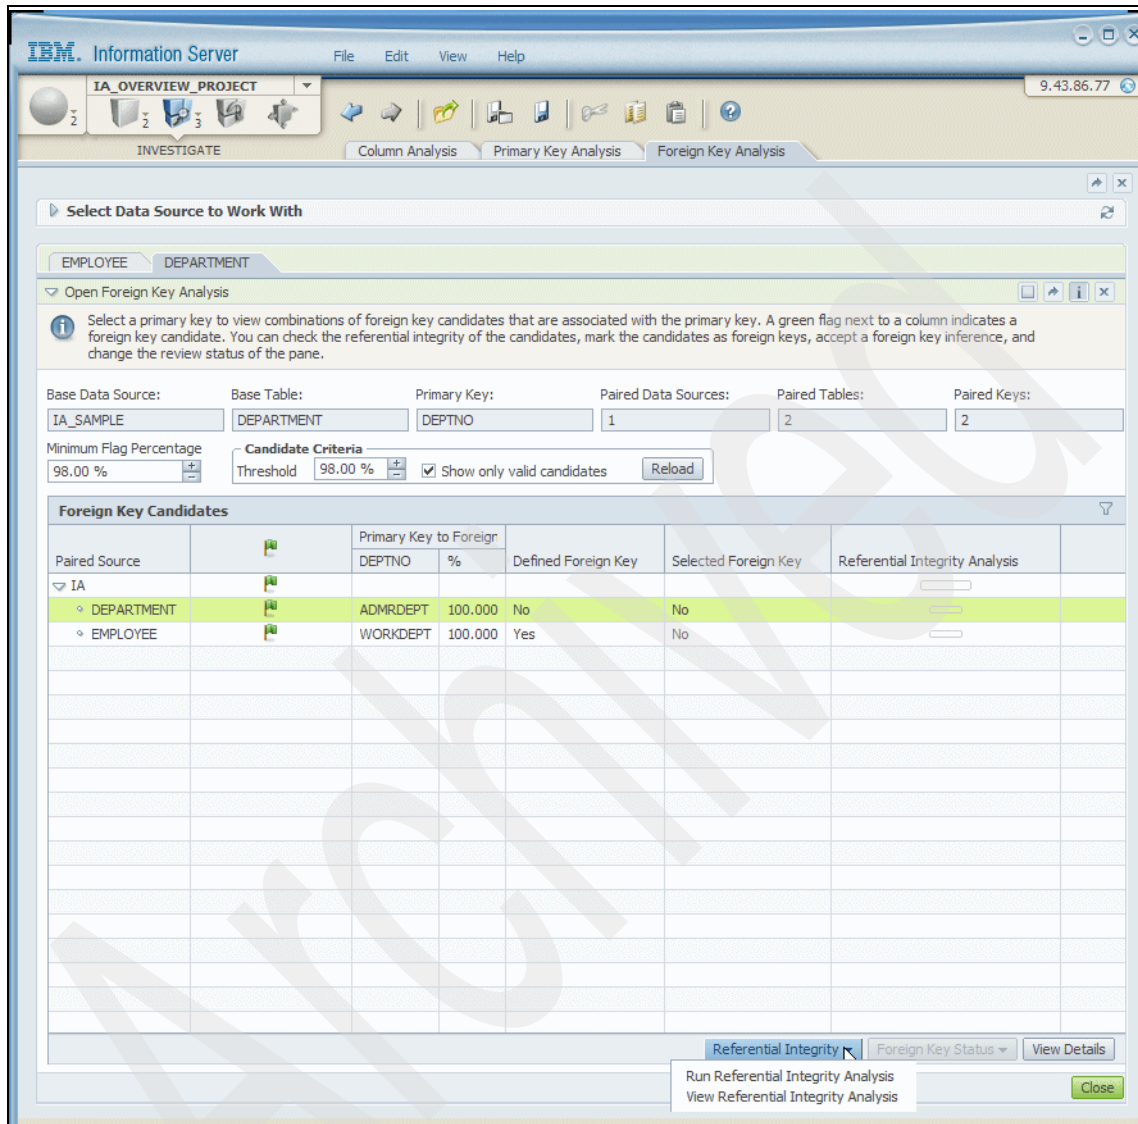 IBM. Information Server
File Edit View Help
IA_OVERVIEW_PROJECT
9.43.86.77
2 2 3
INVESTIGATE
Column Analysis Primary Key Analysis Foreign Key Analysis
Select Data Source to Work With
EMPLOYEE DEPARTMENT
Open Foreign Key Analysis
Select a primary key to view combinations of foreign key candidates that are associated with the primary key. A green flag next to a column indicates a
foreign key candidate. You can check the referential integrity of the candidates, mark the candidates as foreign keys, accept a foreign key inference, and
change the review status of the pane.
Base Data Source: Base Table: Primary Key: Paired Data Sources: Paired Tables: Paired Keys:
IA_SAMPLE DEPARTMENT DEPTNO 1 2 2
Minimum Flag Percentage Candidate Criteria
98.00 % Threshold 98.00 % Show only valid candidates Reload
Foreign Key Candidates
Primary Key to Foreign
Paired Source DEPTNO % Defined Foreign Key Selected Foreign Key Referential Integrity Analysis
IA
DEPARTMENT ADMRDEPT 100.000 No No
EMPLOYEE WORKDEPT 100.000 Yes No
Referential Integrity Foreign Key Status View Details
Run Referential Integrity Analysis
View Referential Integrity Analysis
Close
Archived